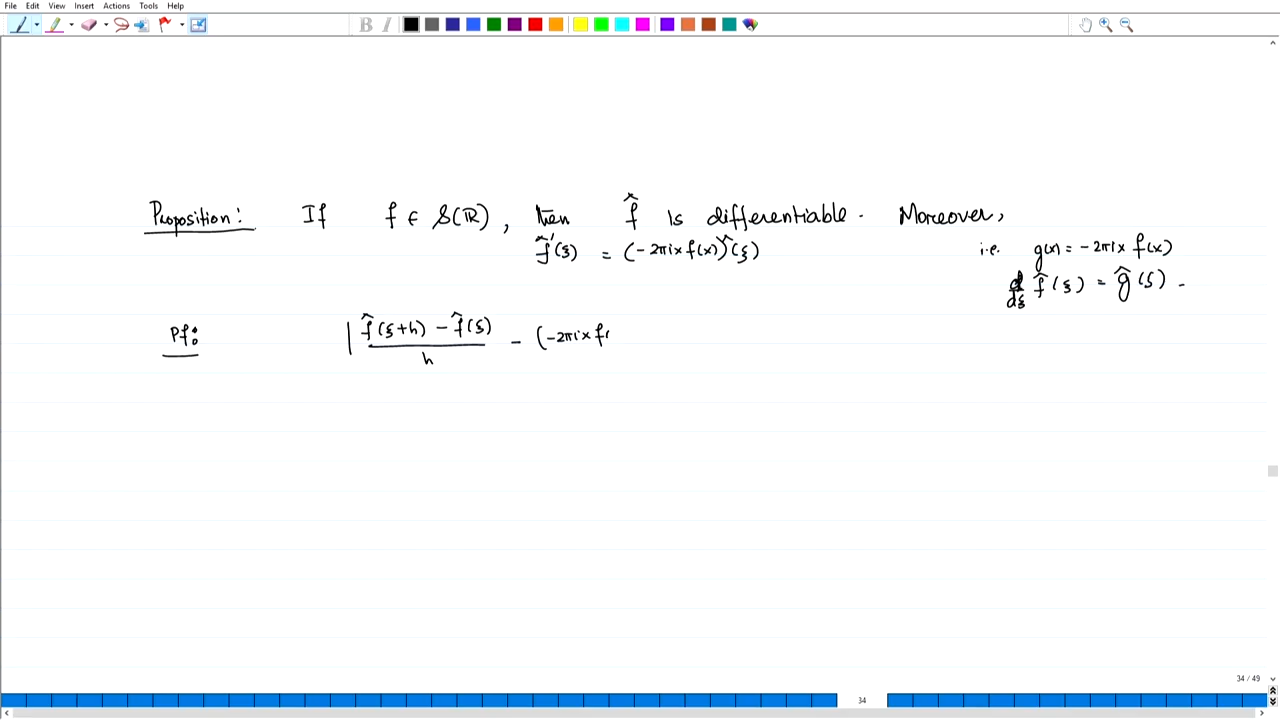 File Edit View Insert Actions Tools Help
B I
Proposition: If f ∈ S(ℝ), then f̂ is differentiable. Moreover,
f̂'(ξ) = (-2πix f(x))^(ξ) i.e. g(x) = -2πix f(x)
d/dξ f̂(ξ) = ĝ(ξ).
Pf: | f̂(ξ+h) - f̂(ξ) / h - (-2πix f(
34 / 49
34